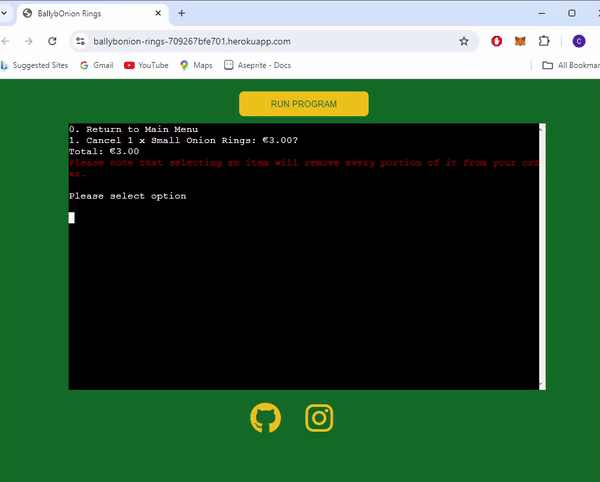 BallybOnion Rings
ballybonion-rings-709267bfe701.herokuapp.com
Suggested Sites Gmail YouTube Maps Aseprite - Docs All Bookmar
RUN PROGRAM
0. Return to Main Menu
1. Cancel 1 x Small Onion Rings: €3.00?
Total: €3.00
Please note that selecting an item will remove every portion of it from your ord
er.
Please select option